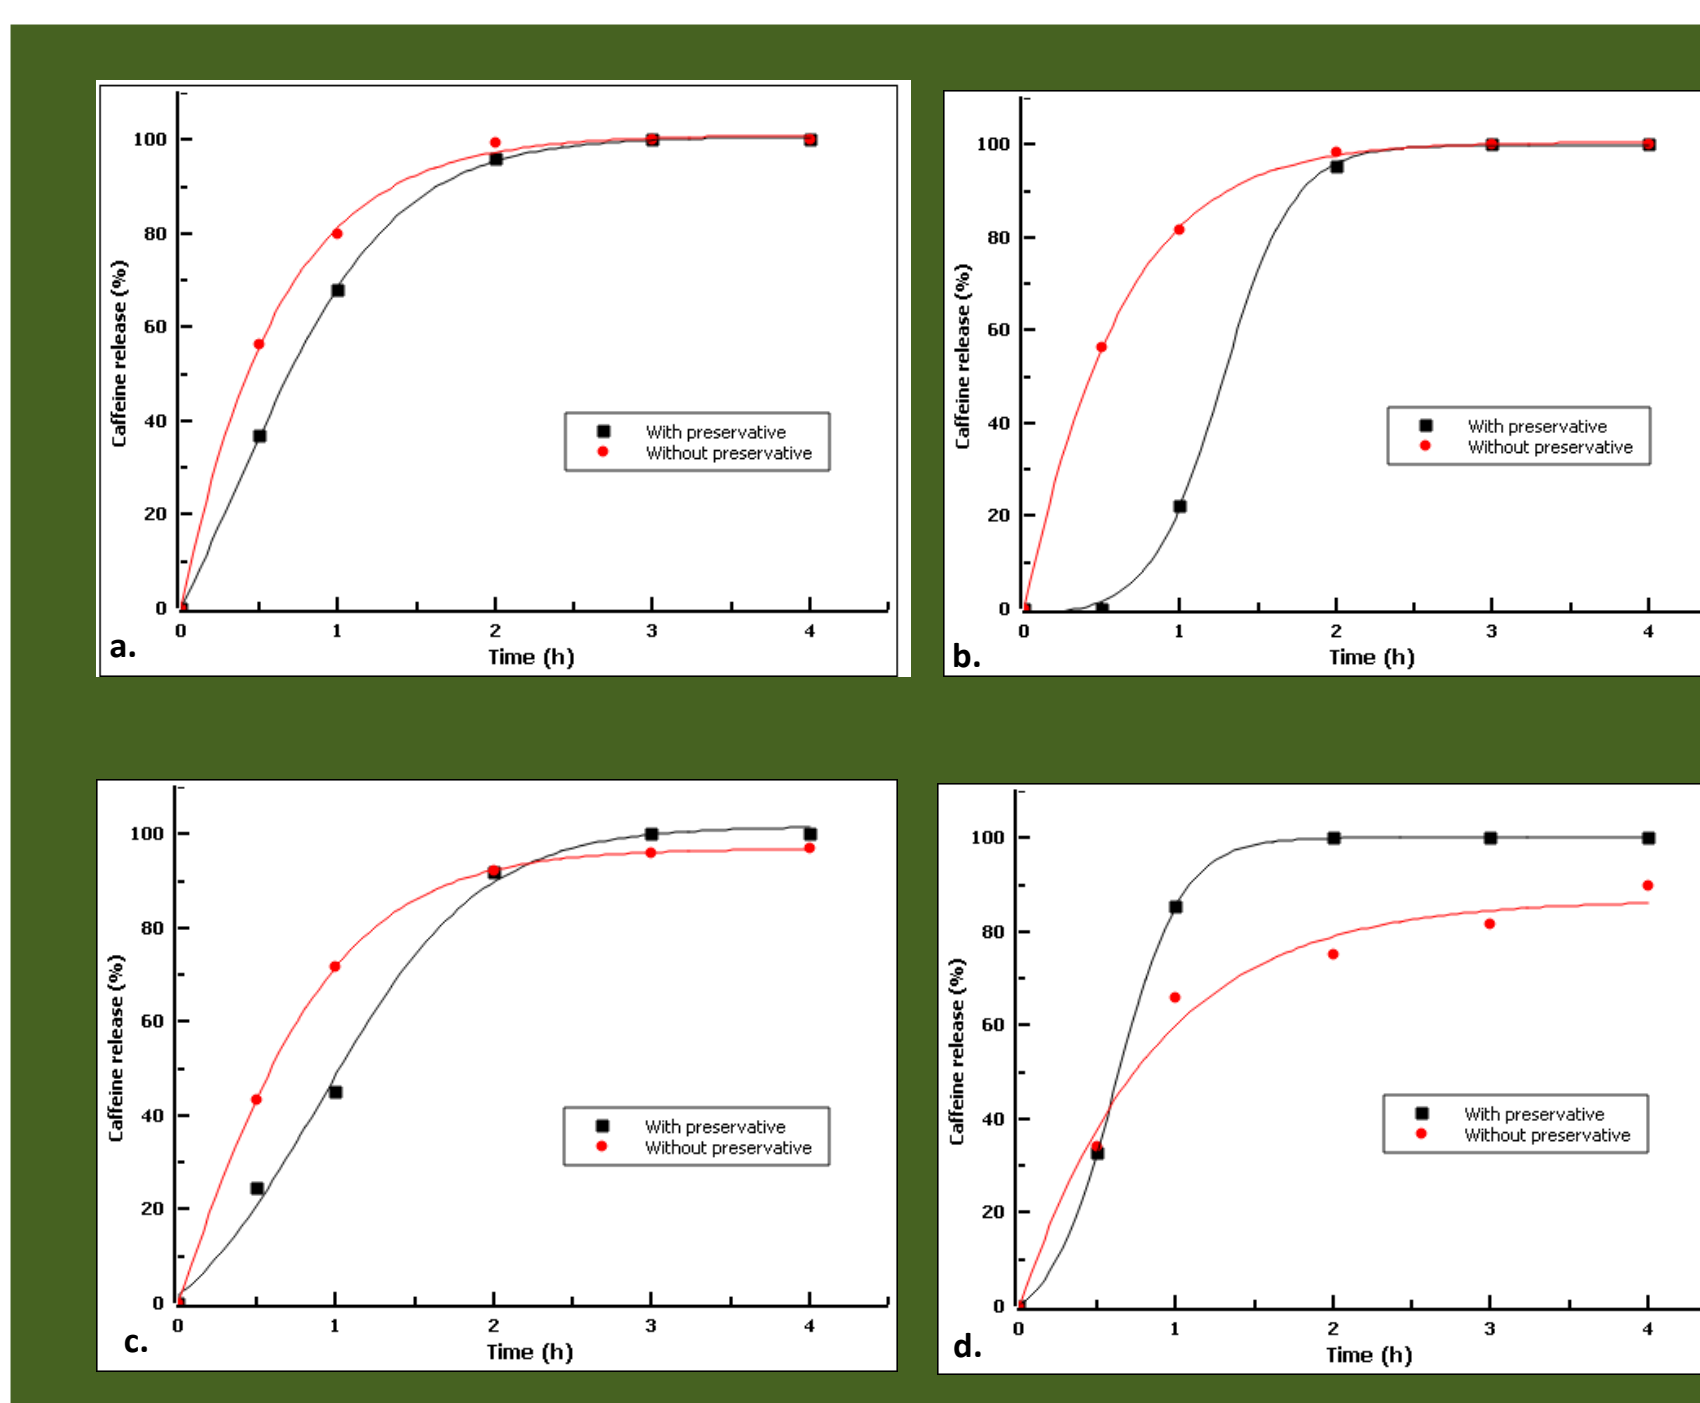 100
80
60
40
20
0
Caffeine release (%)
With preservative
Without preservative
0 1 2 3 4
Time (h)
a.
100
80
60
40
20
0
Caffeine release (%)
With preservative
Without preservative
0 1 2 3 4
Time (h)
b.
100
80
60
40
20
0
Caffeine release (%)
With preservative
Without preservative
0 1 2 3 4
Time (h)
c.
100
80
60
40
20
0
Caffeine release (%)
With preservative
Without preservative
0 1 2 3 4
Time (h)
d.